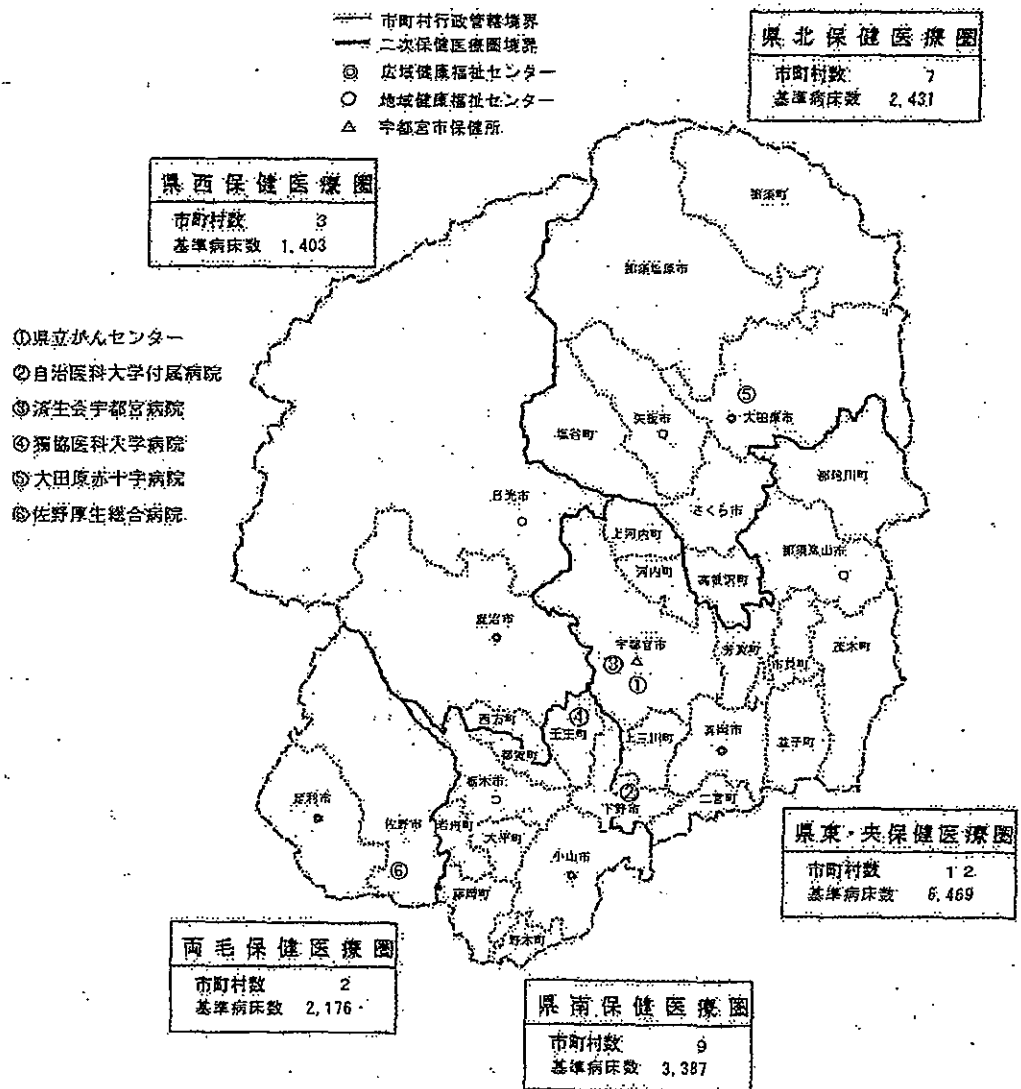 市町村行政管轄境界
二次保健医療圏境界
◎ 広域健康福祉センター
○ 地域健康福祉センター
△ 宇都宮市保健所
県北保健医療圏
市町村数 7
基準病床数 2,431
県西保健医療圏
市町村数 3
基準病床数 1,403
①県立がんセンター
②自治医科大学付属病院
③済生会宇都宮病院
④獨協医科大学病院
⑤大田原赤十字病院
⑥佐野厚生総合病院
那須町
那須塩原市
⑤
大田原市
矢板市
塩谷町
那珂川町
日光市
さくら市
上河内町
那須烏山市
河内町
高根沢町
鹿沼市
宇都宮市
③
①
芳賀町
市貝町
茂木町
西方町
④
壬生町
上三川町
真岡市
益子町
都賀町
栃木市
②
下野市
二宮町
足利市
佐野市
岩舟町
大平町
小山市
⑥
藤岡町
野木町
県東・央保健医療圏
市町村数 12
両毛保健医療圏
市町村数 2
基準病床数 2,176
県南保健医療圏
市町村数 9
基準病床数 3,387